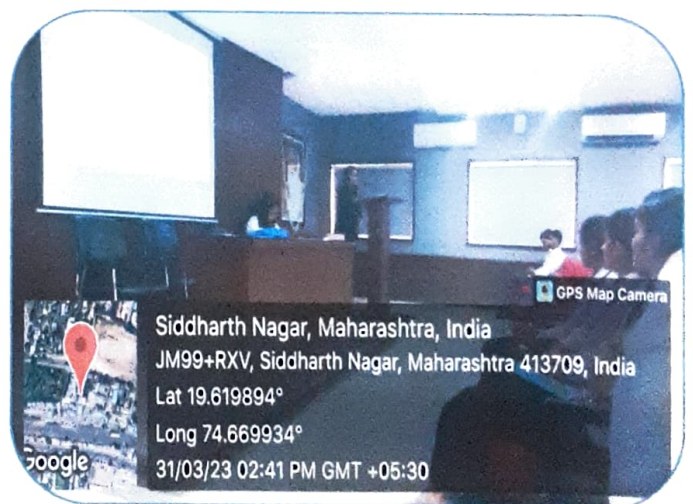 GPS Map Camera
Siddharth Nagar, Maharashtra, India
JM99+RXV, Siddharth Nagar, Maharashtra 413709, India
Lat 19.619894°
Long 74.669934°
31/03/23 02:41 PM GMT +05:30
Google